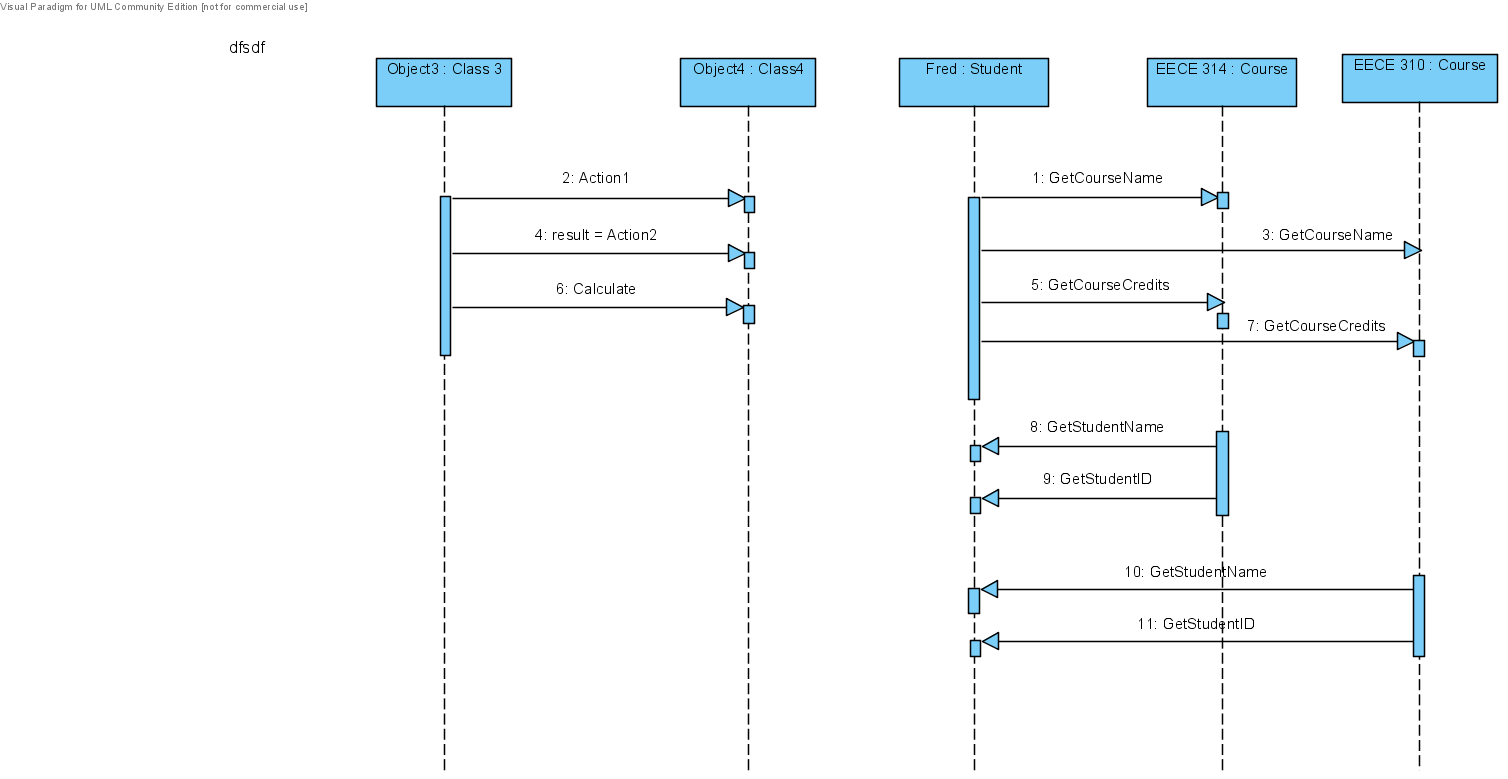 Visual Paradigm for UML Community Edition [not for commercial use]
dfsdf
Object3 : Class 3
Object4 : Class4
Fred : Student
EECE 314 : Course
EECE 310 : Course
2: Action1
1: GetCourseName
4: result = Action2
3: GetCourseName
6: Calculate
5: GetCourseCredits
7: GetCourseCredits
8: GetStudentName
9: GetStudentID
10: GetStudentName
11: GetStudentID